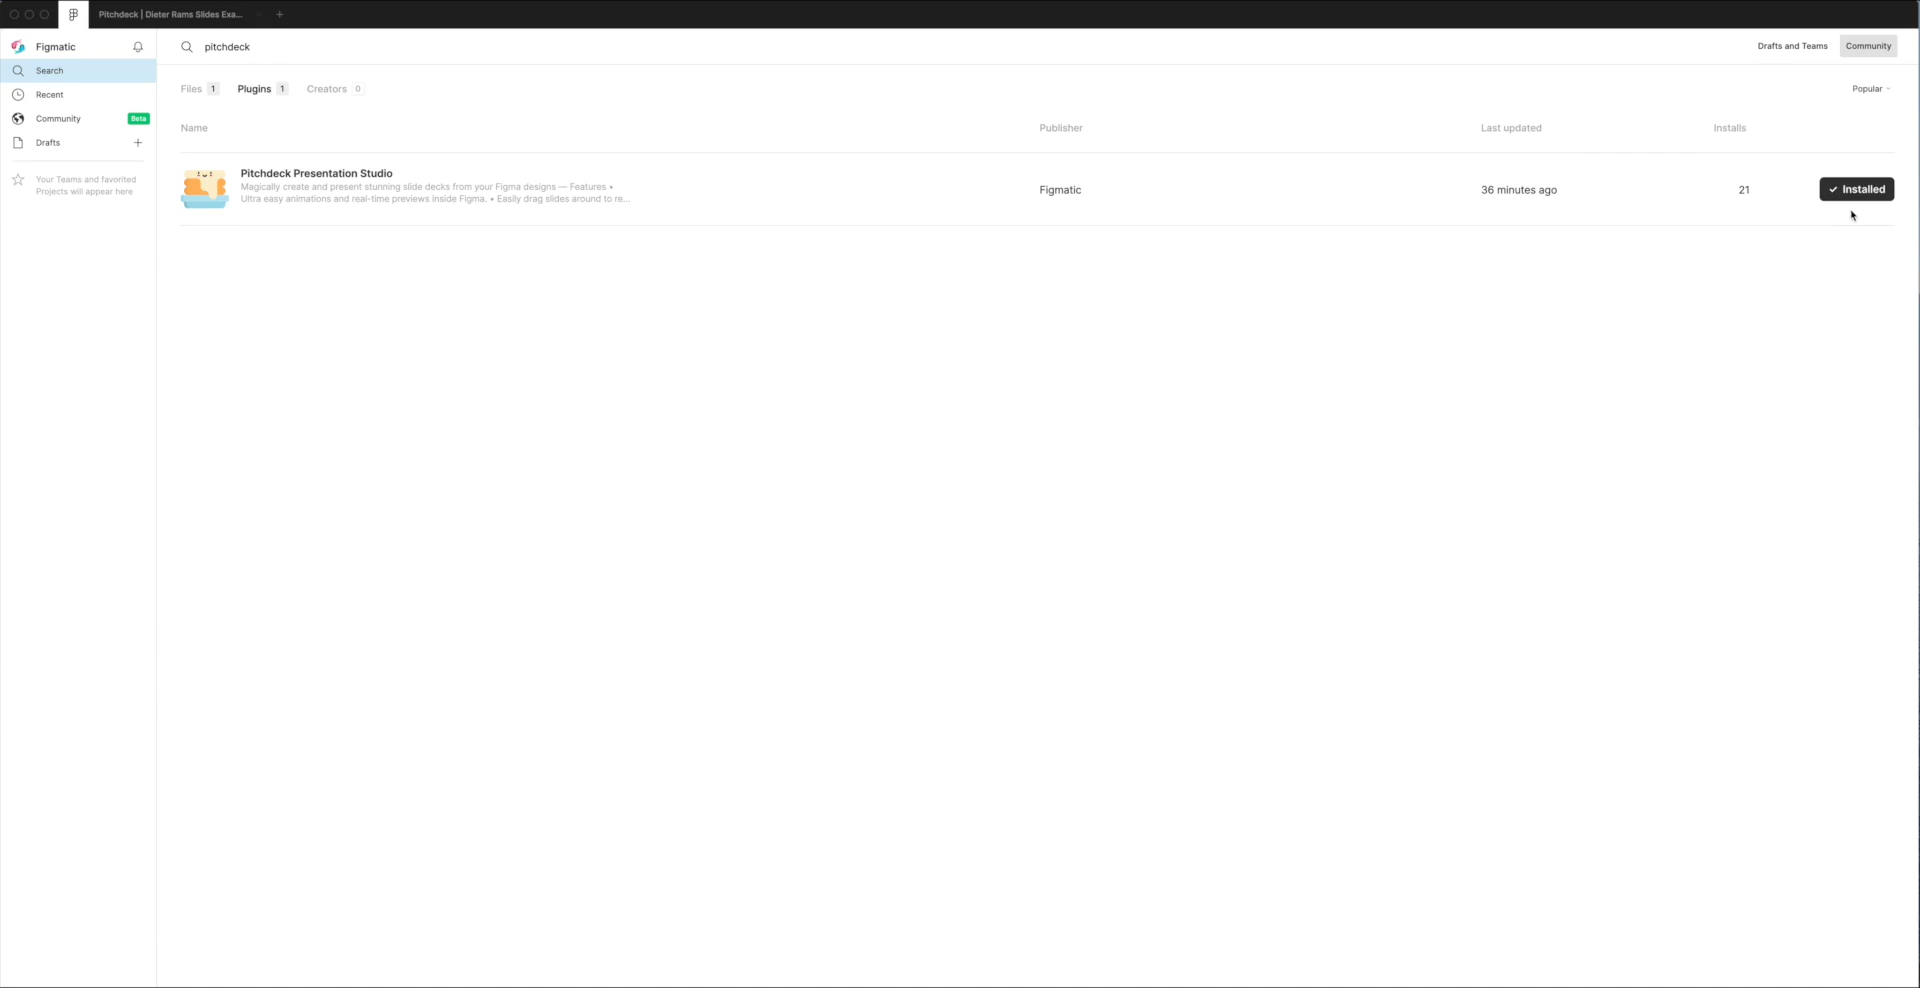 Pitchdeck | Dieter Rams Slides Exa...
Figmatic
pitchdeck
Drafts and Teams
Community
Search
Recent
Community
Beta
Drafts
Your Teams and favorited
Projects will appear here
Files 1
Plugins 1
Creators 0
Popular
Name
Publisher
Last updated
Installs
Pitchdeck Presentation Studio
Magically create and present stunning slide decks from your Figma designs — Features •
Ultra easy animations and real-time previews inside Figma. • Easily drag slides around to re...
Figmatic
36 minutes ago
21
Installed